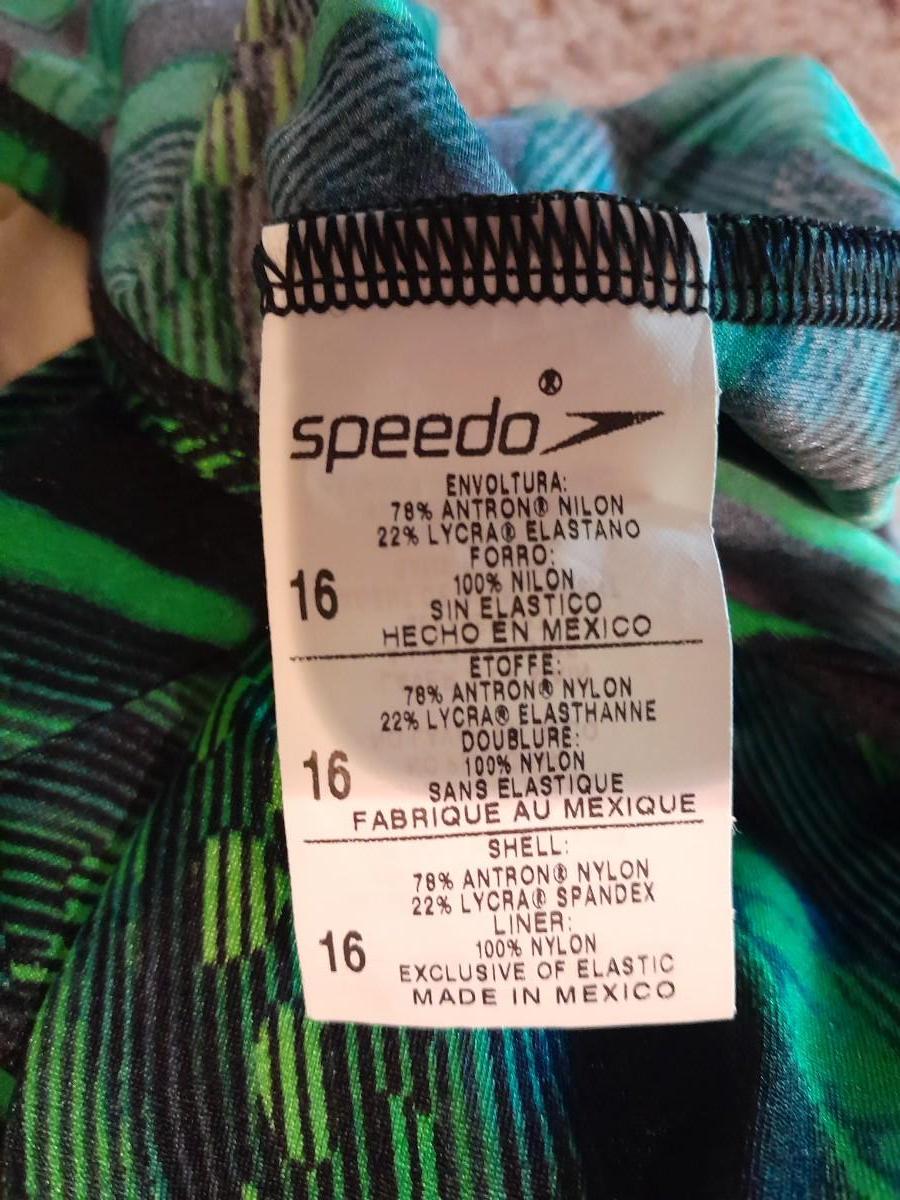 speedo®
ENVOLTURA:
78% ANTRON® NILON
22% LYCRA® ELASTANO
FORRO:
16
100% NILON
SIN ELASTICO
HECHO EN MEXICO
ETOFFE:
78% ANTRON® NYLON
22% LYCRA® ELASTHANNE
DOUBLURE:
16
100% NYLON
SANS ELASTIQUE
FABRIQUE AU MEXIQUE
SHELL:
78% ANTRON® NYLON
22% LYCRA® SPANDEX
LINER:
16
100% NYLON
EXCLUSIVE OF ELASTIC
MADE IN MEXICO